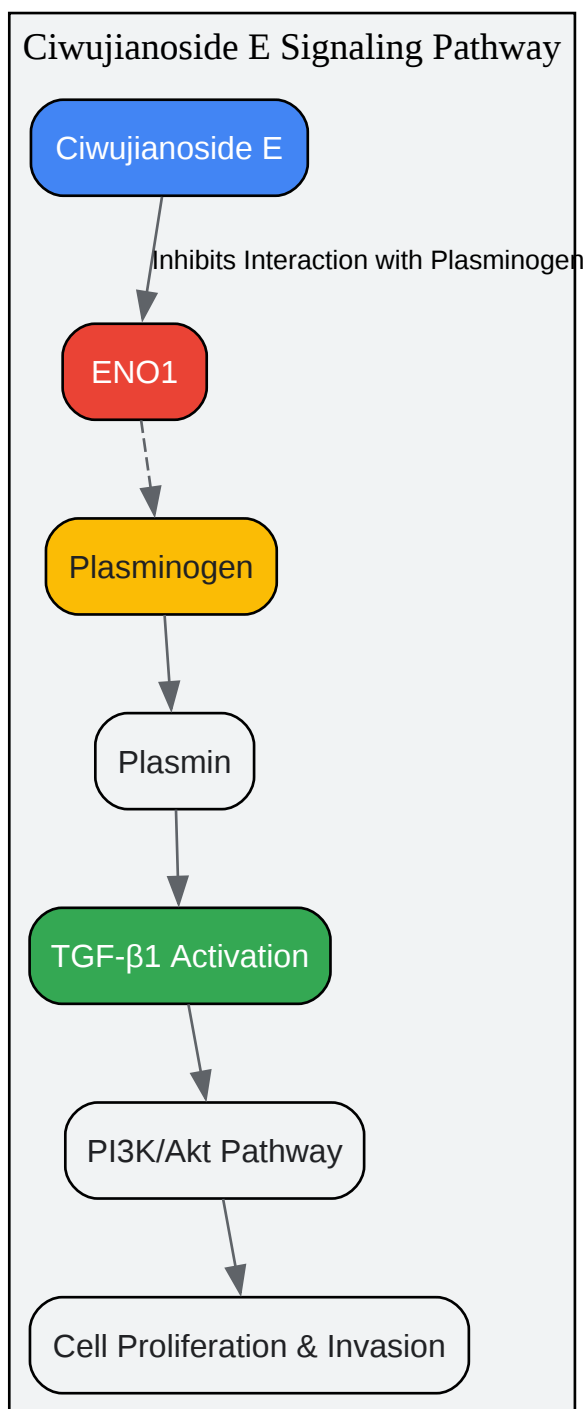 Ciwujianoside E Signaling Pathway
Ciwujianoside E
Inhibits Interaction with Plasminogen
ENO1
Plasminogen
Plasmin
TGF-β1 Activation
PI3K/Akt Pathway
Cell Proliferation & Invasion